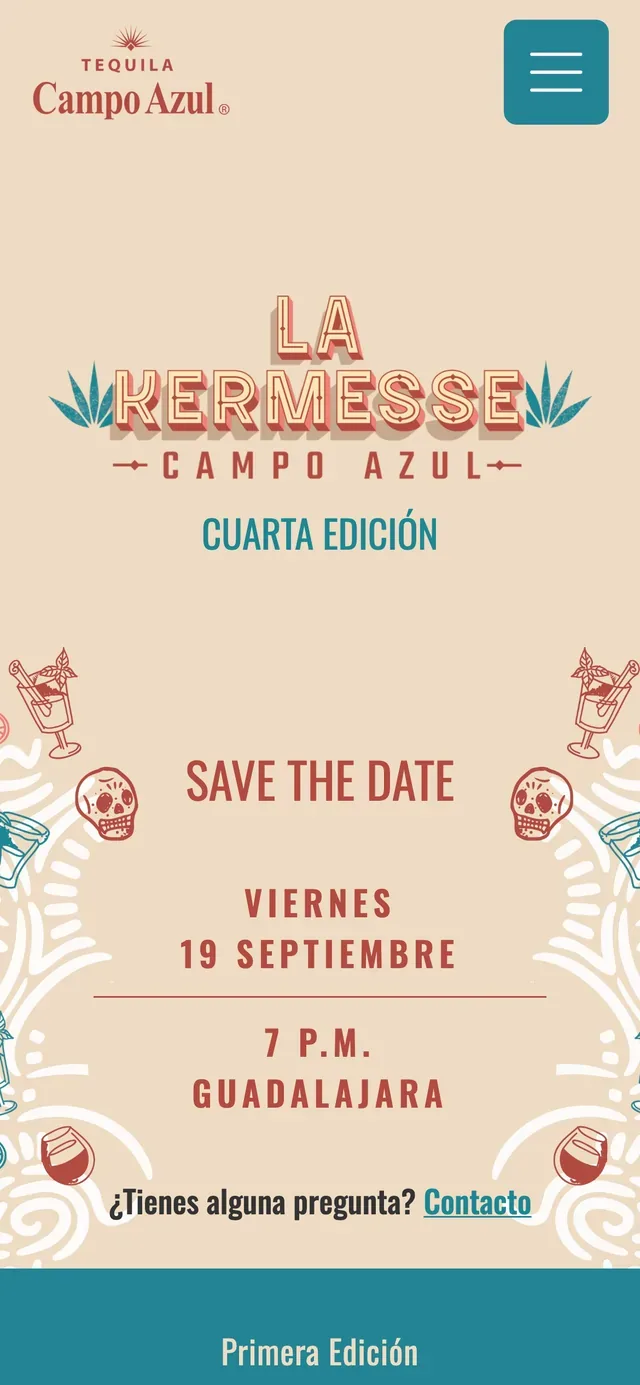 TEQUILA
Campo Azul ®
LA
KERMESSE
CAMPO AZUL
CUARTA EDICIÓN
SAVE THE DATE
VIERNES
19 SEPTIEMBRE
7 P.M.
GUADALAJARA
¿Tienes alguna pregunta? Contacto
Primera Edición